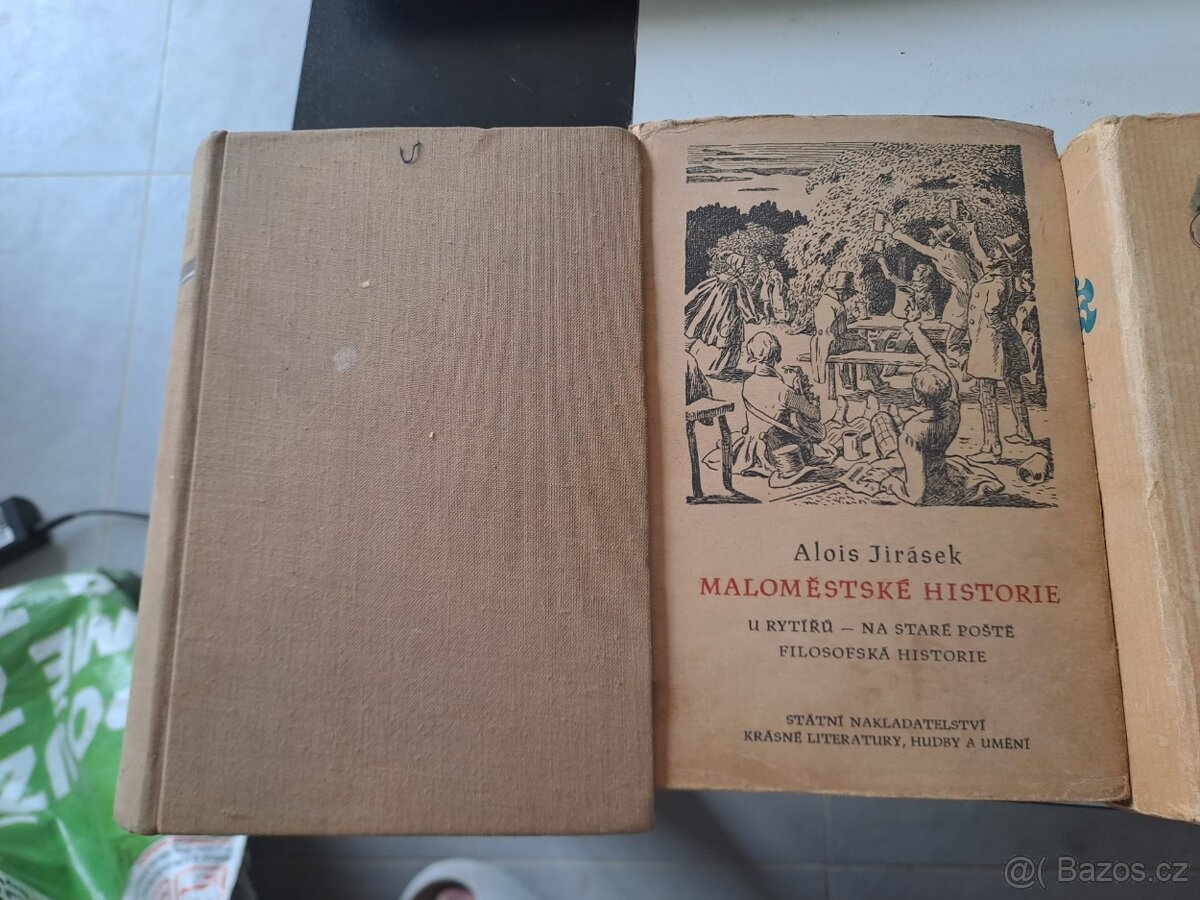 Alois Jirásek
MALOMĚSTSKÉ HISTORIE
U RYTÍŘŮ — NA STARÉ POŠTĚ
FILOSOFSKÁ HISTORIE
STÁTNÍ NAKLADATELSTVÍ
KRÁSNÉ LITERATURY, HUDBY A UMĚNÍ
@( Bazos.cz